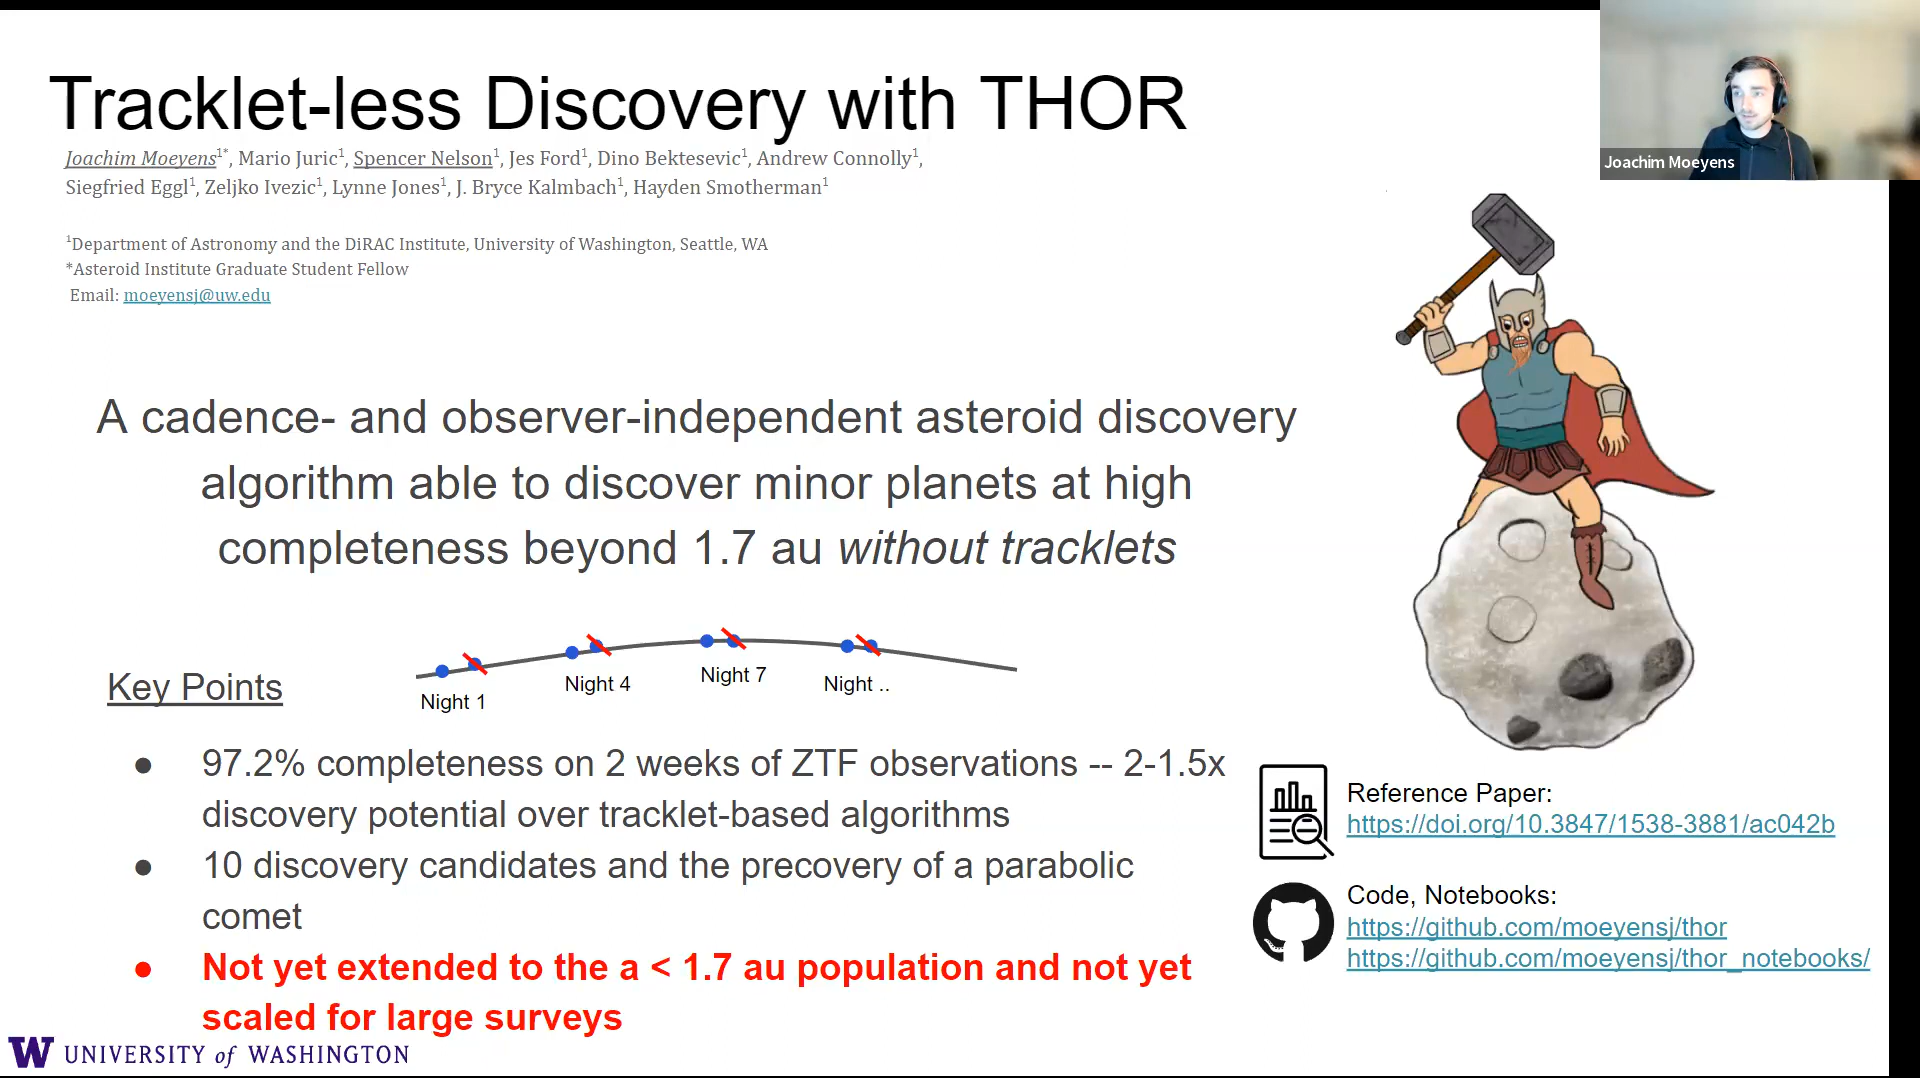 Tracklet-less Discovery with THOR
Joachim Moeyens1*, Mario Juric1, Spencer Nelson1, Jes Ford1, Dino Bektesevic1, Andrew Connolly1,
Siegfried Eggl1, Zeljko Ivezic1, Lynne Jones1, J. Bryce Kalmbach1, Hayden Smotherman1
1Department of Astronomy and the DiRAC Institute, University of Washington, Seattle, WA
*Asteroid Institute Graduate Student Fellow
Email: moeyensj@uw.edu
Joachim Moeyens
A cadence- and observer-independent asteroid discovery
algorithm able to discover minor planets at high
completeness beyond 1.7 au without tracklets
Night 1
Night 4
Night 7
Night ..
Key Points
● 97.2% completeness on 2 weeks of ZTF observations -- 2-1.5x
discovery potential over tracklet-based algorithms
● 10 discovery candidates and the precovery of a parabolic
comet
● Not yet extended to the a < 1.7 au population and not yet
scaled for large surveys
Reference Paper:
https://doi.org/10.3847/1538-3881/ac042b
Code, Notebooks:
https://github.com/moeyensj/thor
https://github.com/moeyensj/thor_notebooks/
W UNIVERSITY of WASHINGTON